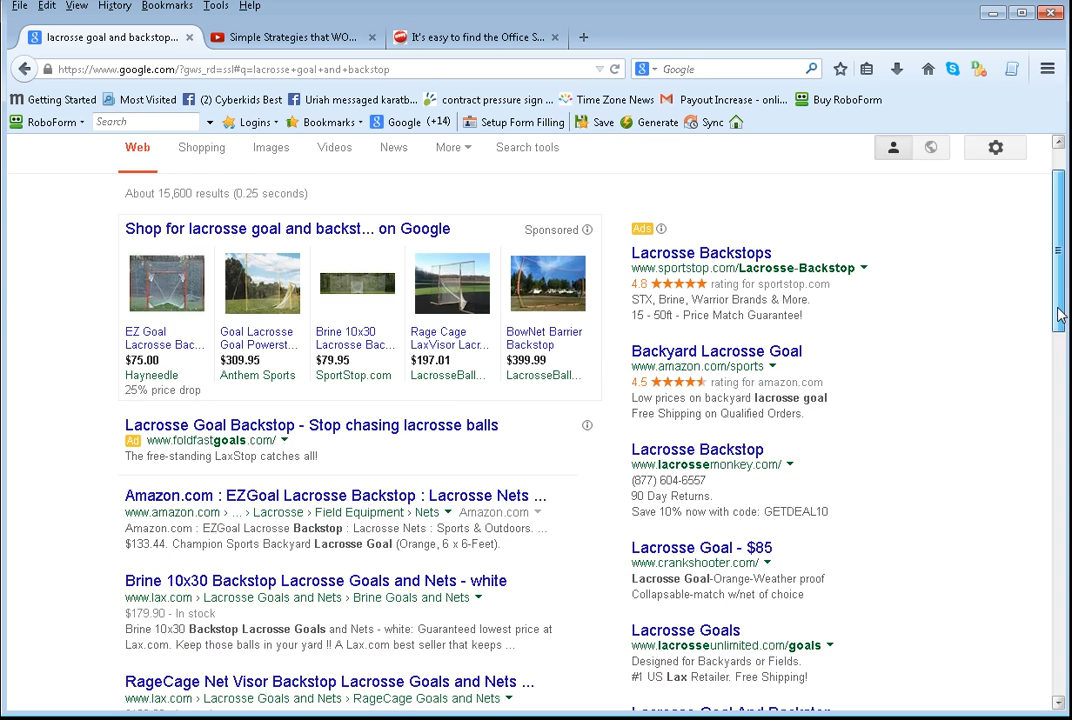 File Edit View History Bookmarks Tools Help
lacrosse goal and backstop... × Simple Strategies that WO... × It's easy to find the Office S... × +
https://www.google.com/?gws_rd=ssl#q=lacrosse+goal+and+backstop Google
Getting Started Most Visited (2) Cyberkids Best Uriah messaged karatb... contract pressure sign ... Time Zone News Payout Increase - onli... Buy RoboForm
RoboForm Search Logins Bookmarks Google (+14) Setup Form Filling Save Generate Sync
Web Shopping Images Videos News More Search tools
About 15,600 results (0.25 seconds)
Shop for lacrosse goal and backst... on Google Sponsored
EZ Goal
Lacrosse Bac...
$75.00
Hayneedle
25% price drop
Goal Lacrosse
Goal Powerst...
$309.95
Anthem Sports
Brine 10x30
Lacrosse Bac...
$79.95
SportStop.com
Rage Cage
LaxVisor Lacr...
$197.01
LacrosseBall...
BowNet Barrier
Backstop
$399.99
LacrosseBall...
Lacrosse Goal Backstop - Stop chasing lacrosse balls
Ad www.foldfastgoals.com/
The free-standing LaxStop catches all!
Amazon.com : EZGoal Lacrosse Backstop : Lacrosse Nets ...
www.amazon.com › ... › Lacrosse › Field Equipment › Nets Amazon.com
Amazon.com : EZGoal Lacrosse Backstop : Lacrosse Nets : Sports & Outdoors. ...
$133.44. Champion Sports Backyard Lacrosse Goal (Orange, 6 x 6-Feet).
Brine 10x30 Backstop Lacrosse Goals and Nets - white
www.lax.com › Lacrosse Goals and Nets › Brine Goals and Nets
$179.90 - In stock
Brine 10x30 Backstop Lacrosse Goals and Nets - white: Guaranteed lowest price at
Lax.com. Keep those balls in your yard !! A Lax.com best seller that keeps ...
RageCage Net Visor Backstop Lacrosse Goals and Nets ...
www.lax.com › Lacrosse Goals and Nets › RageCage Goals and Nets
Ads
Lacrosse Backstops
www.sportstop.com/Lacrosse-Backstop
4.8 ★★★★★ rating for sportstop.com
STX, Brine, Warrior Brands & More.
15 - 50ft - Price Match Guarantee!
Backyard Lacrosse Goal
www.amazon.com/sports
4.5 ★★★★★ rating for amazon.com
Low prices on backyard lacrosse goal
Free Shipping on Qualified Orders.
Lacrosse Backstop
www.lacrossemonkey.com/
(877) 604-6557
90 Day Returns.
Save 10% now with code: GETDEAL10
Lacrosse Goal - $85
www.crankshooter.com/
Lacrosse Goal-Orange-Weather proof
Collapsable-match w/net of choice
Lacrosse Goals
www.lacrosseunlimited.com/goals
Designed for Backyards or Fields.
#1 US Lax Retailer. Free Shipping!
Lacrosse Goal And Backstop